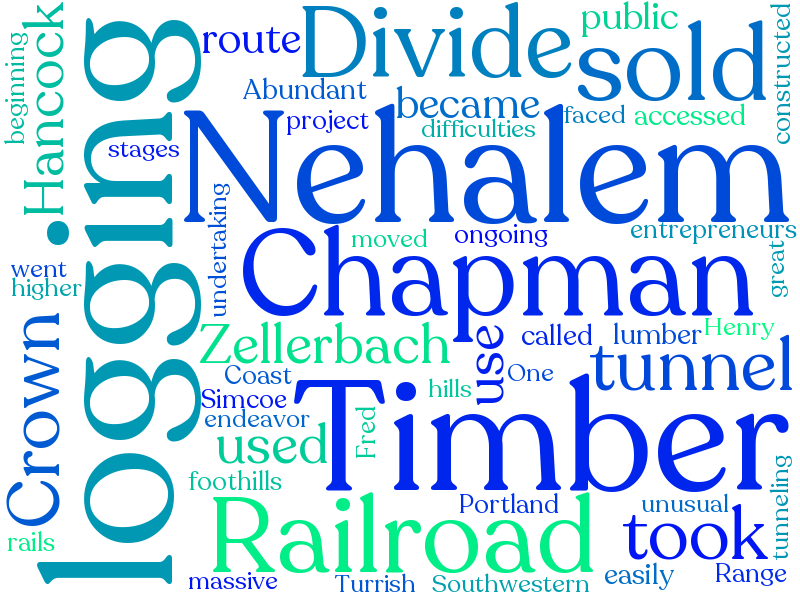 beginning
Hancock
logging
route
Divide
public
sold
constructed
Abundant
became
project
difficulties
faced
accessed
stages
Nehalem
undertaking
entrepreneurs
moved
ongoing
Chapman
great
went
higher
Crown
Zellerbach
use
called
lumber
Henry
tunnel
Coast
One
Simcoe
hills
endeavor
Timber
used
Fred
foothills
tunneling
Portland
unusual
Railroad
took
rails
massive
Turrish
Southwestern
easily
Range